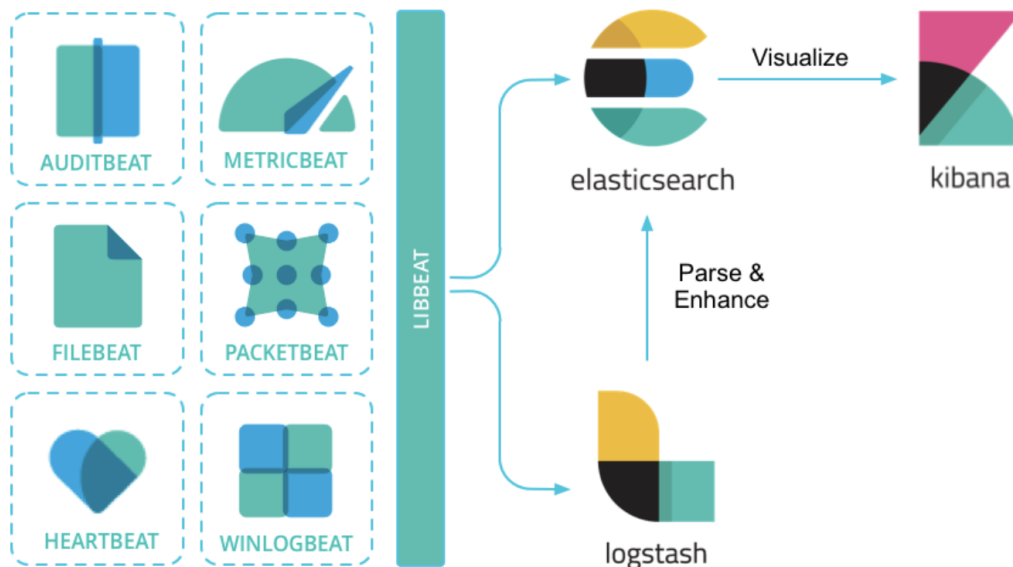 AUDITBEAT
METRICBEAT
FILEBEAT
PACKETBEAT
HEARTBEAT
WINLOGBEAT
LIBBEAT
elasticsearch
Visualize
kibana
Parse &
Enhance
logstash